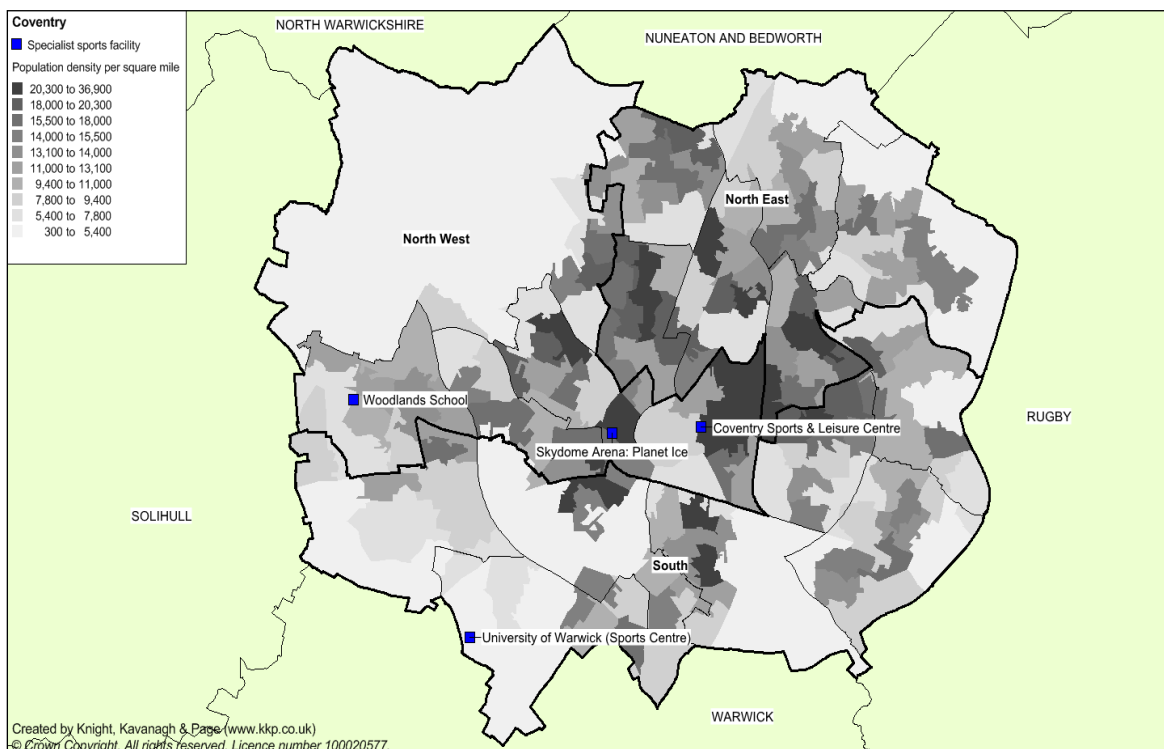 Coventry
Specialist sports facility
Population density per square mile
20,300 to 36,900
18,000 to 20,300
15,500 to 18,000
14,000 to 15,500
13,100 to 14,000
11,000 to 13,100
9,400 to 11,000
7,800 to 9,400
5,400 to 7,800
300 to 5,400
NORTH WARWICKSHIRE
NUNEATON AND BEDWORTH
North East
North West
Woodlands School
Coventry Sports & Leisure Centre
RUGBY
Skydome Arena: Planet Ice
SOLIHULL
South
University of Warwick (Sports Centre)
WARWICK
Created by Knight, Kavanagh & Page (www.kkp.co.uk)
© Crown Copyright. All rights reserved. Licence number 100020577.